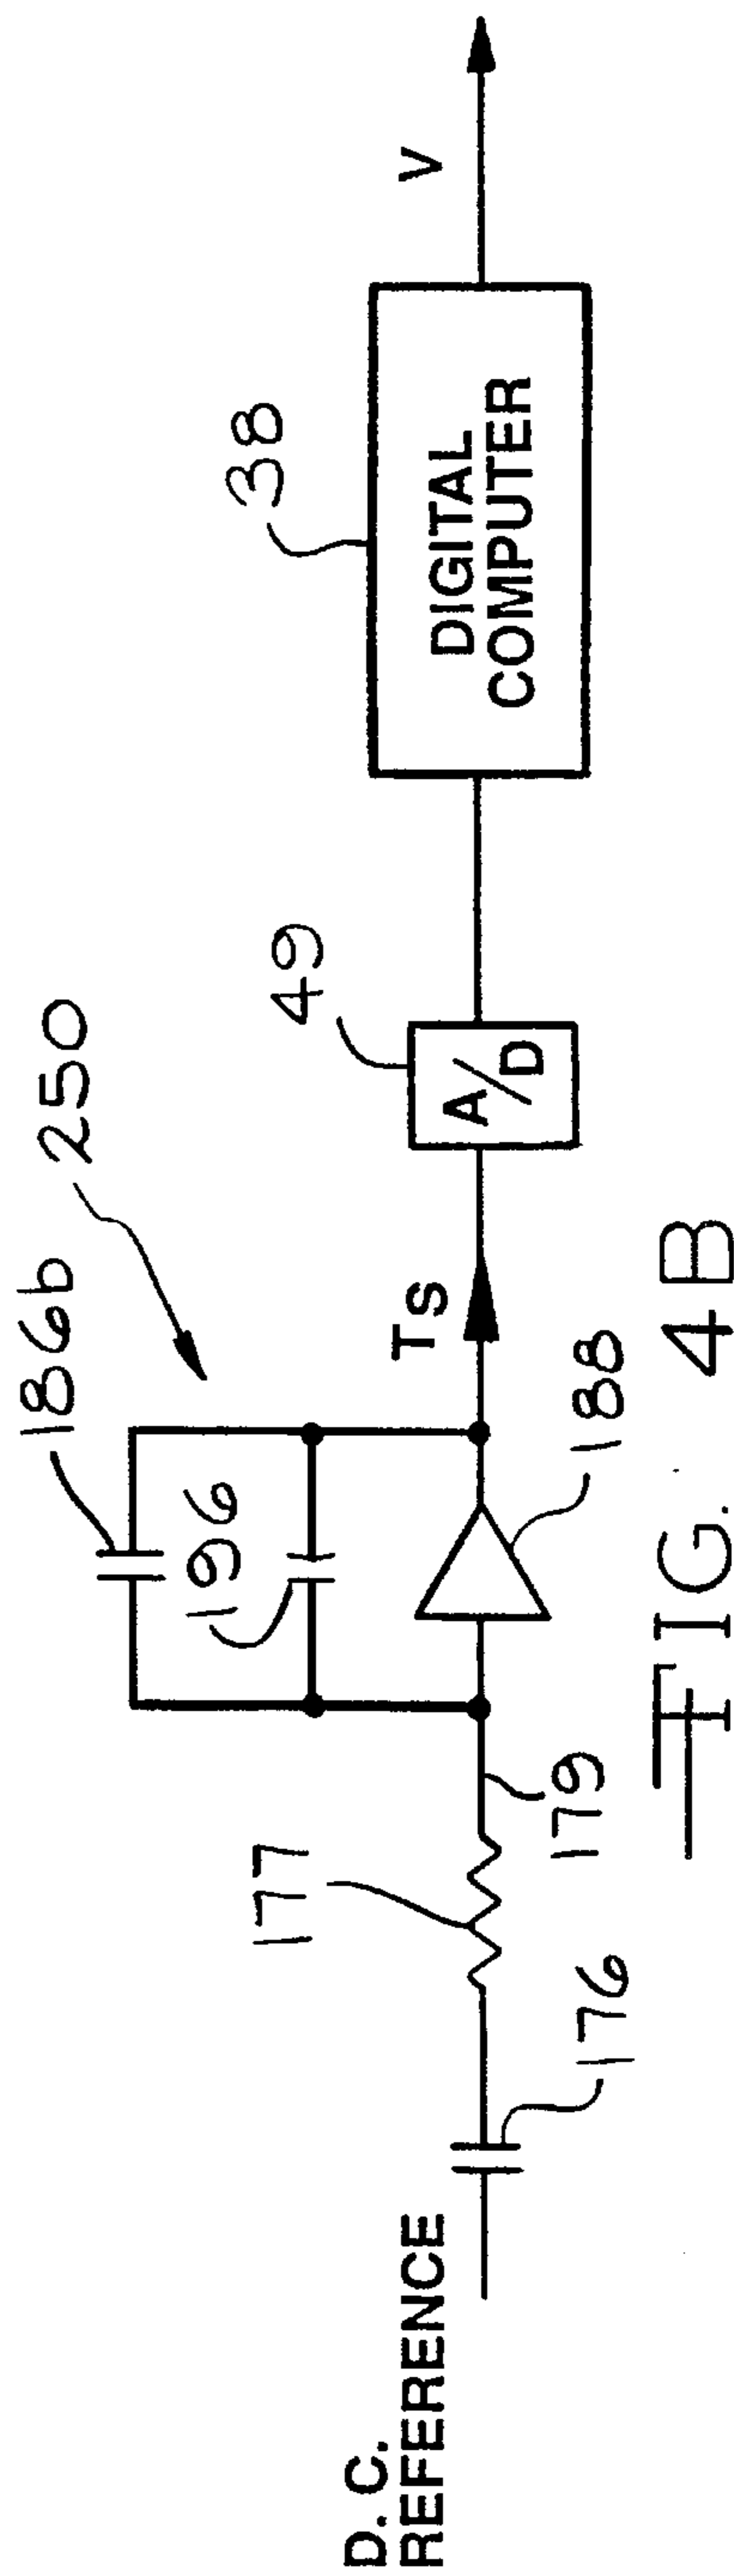 186b
250
196
49
38
D.C.
REFERENCE
177
TS
A/D
DIGITAL
COMPUTER
V
176
179
188
FIG. 4B